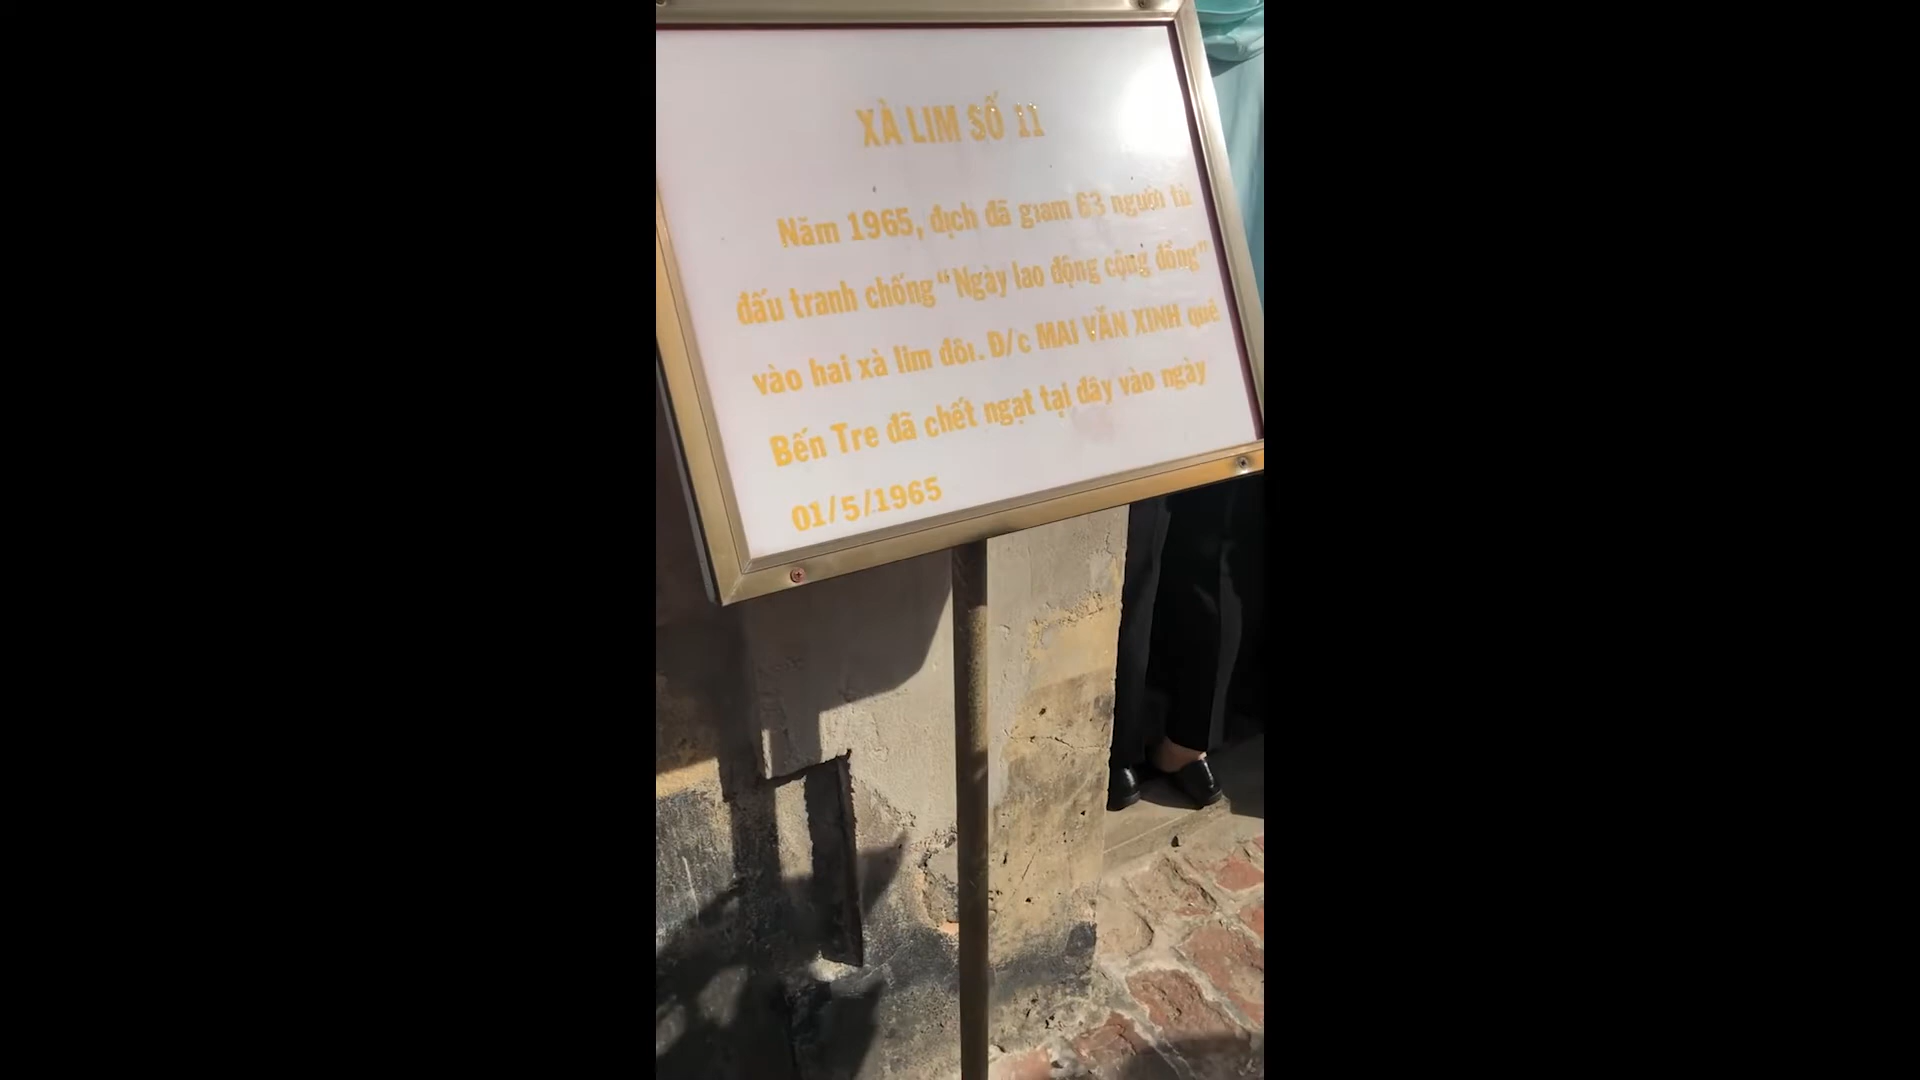 XÀ LIM SỐ 11
Năm 1965, địch đã giam 63 người từ
đấu tranh chống "Ngày lao động cộng đồng"
vào hai xà lim đôi. Đ/c MAI VĂN XINH quê
Bến Tre đã chết ngạt tại đây vào ngày
01/5/1965